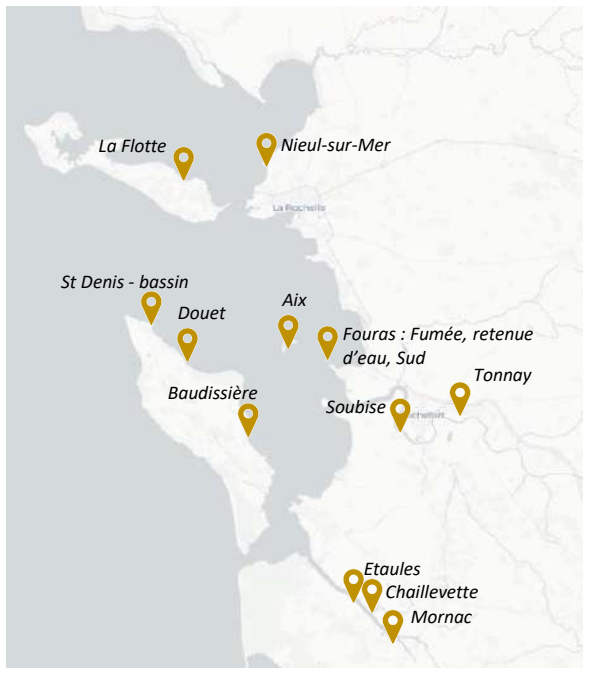 La Flotte
Nieul-sur-Mer
La Rochelle
St Denis - bassin
Douet
Aix
Fouras : Fumée, retenue
d'eau, Sud
Tonnay
Baudissière
Soubise
Etaules
Chaillevette
Mornac